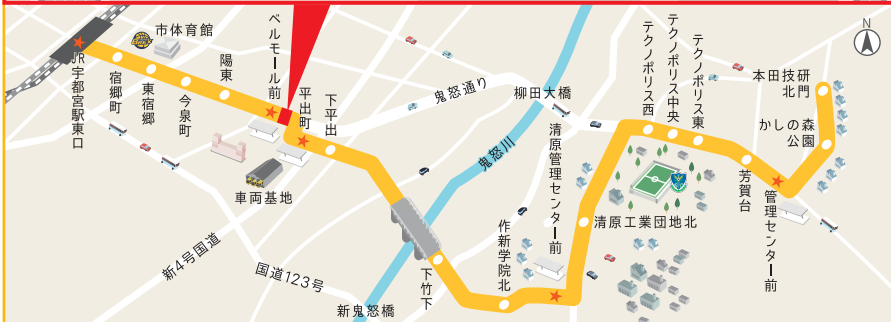 市体育館
JR宇都宮駅東口
宿郷町
東宿郷
今泉町
陽東
ベルモール前
平出町
下平出
車両基地
鬼怒通り
柳田大橋
鬼怒川
新4号国道
国道123号
新鬼怒橋
下竹下
作新学院北
清原管理センター前
清原工業団地北
テクノポリス西
テクノポリス中央
テクノポリス東
芳賀台
管理センター前
かしの森
公園
本田技研
北門
N